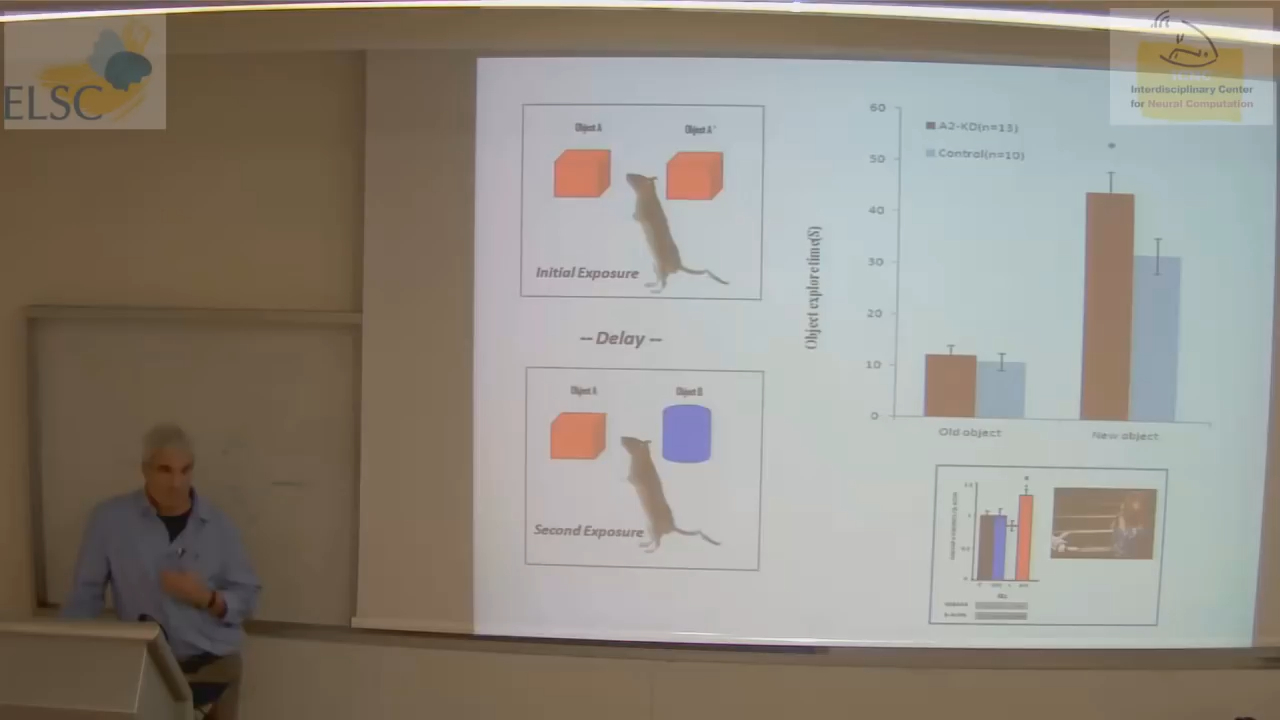 ELSC
Interdisciplinary Center
for Neural Computation
Object A
Object A'
Initial Exposure
-- Delay --
Object A
Object B
Second Exposure
60
50
40
30
20
10
0
A2-KD(n=13)
Control(n=10)
*
Object explore time(S)
Old object
New object
*